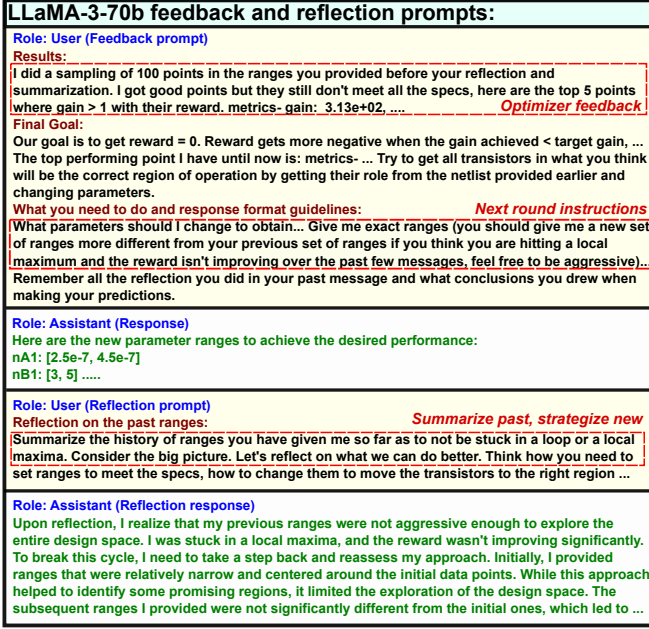 LLaMA-3-70b feedback and reflection prompts:
Role: User (Feedback prompt)
Results:
I did a sampling of 100 points in the ranges you provided before your reflection and
summarization. I got good points but they still don't meet all the specs, here are the top 5 points
where gain > 1 with their reward. metrics- gain: 3.13e+02, .... Optimizer feedback
Final Goal:
Our goal is to get reward = 0. Reward gets more negative when the gain achieved < target gain, ...
The top performing point I have until now is: metrics- ... Try to get all transistors in what you think
will be the correct region of operation by getting their role from the netlist provided earlier and
changing parameters.
What you need to do and response format guidelines: Next round instructions
What parameters should I change to obtain... Give me exact ranges (you should give me a new set
of ranges more different from your previous set of ranges if you think you are hitting a local
maximum and the reward isn't improving over the past few messages, feel free to be aggressive)...
Remember all the reflection you did in your past message and what conclusions you drew when
making your predictions.
Role: Assistant (Response)
Here are the new parameter ranges to achieve the desired performance:
nA1: [2.5e-7, 4.5e-7]
nB1: [3, 5] .....
Role: User (Reflection prompt)
Reflection on the past ranges: Summarize past, strategize new
Summarize the history of ranges you have given me so far as to not be stuck in a loop or a local
maxima. Consider the big picture. Let's reflect on what we can do better. Think how you need to
set ranges to meet the specs, how to change them to move the transistors to the right region ...
Role: Assistant (Reflection response)
Upon reflection, I realize that my previous ranges were not aggressive enough to explore the
entire design space. I was stuck in a local maxima, and the reward wasn't improving significantly.
To break this cycle, I need to take a step back and reassess my approach. Initially, I provided
ranges that were relatively narrow and centered around the initial data points. While this approach
helped to identify some promising regions, it limited the exploration of the design space. The
subsequent ranges I provided were not significantly different from the initial ones, which led to ...